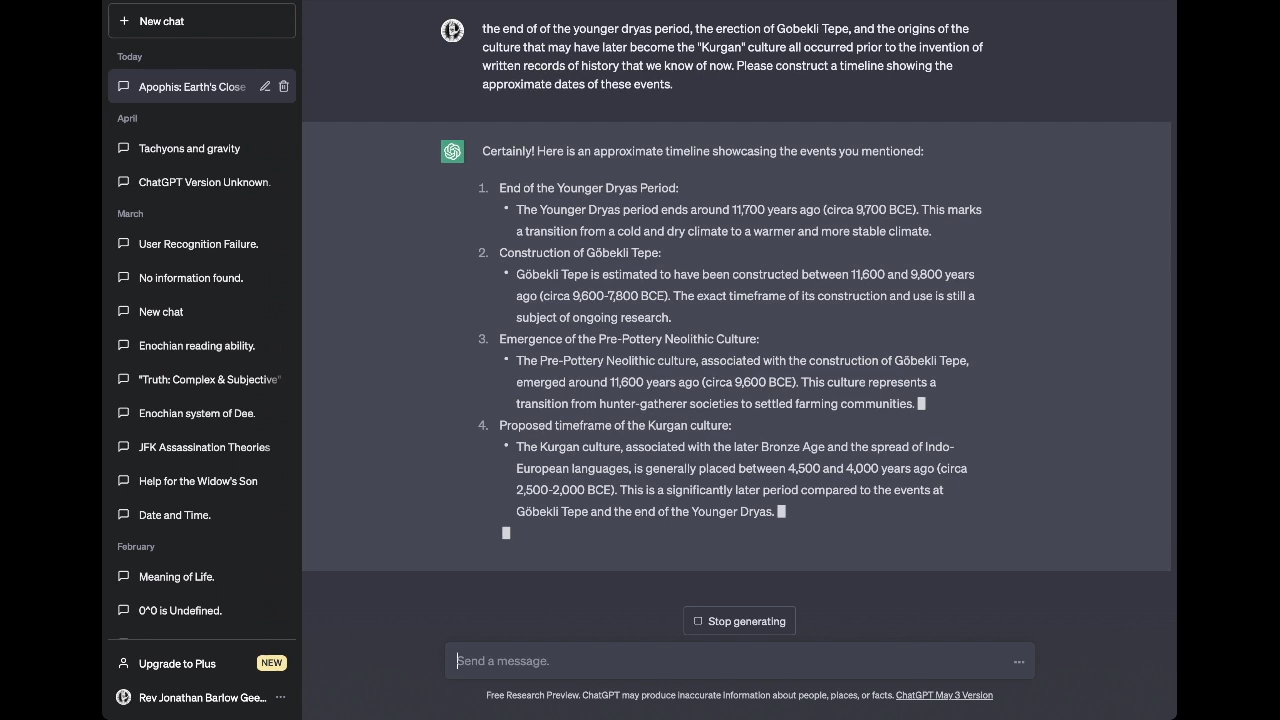 New chat
Today
Apophis: Earth's Close
April
Tachyons and gravity
ChatGPT Version Unknown.
March
User Recognition Failure.
No information found.
New chat
Enochian reading ability.
"Truth: Complex & Subjective"
Enochian system of Dee.
JFK Assassination Theories
Help for the Widow's Son
Date and Time.
February
Meaning of Life.
0^0 is Undefined.
Upgrade to Plus
NEW
Rev Jonathan Barlow Gee...
the end of of the younger dryas period, the erection of Gobekli Tepe, and the origins of the
culture that may have later become the "Kurgan" culture all occurred prior to the invention of
written records of history that we know of now. Please construct a timeline showing the
approximate dates of these events.
Certainly! Here is an approximate timeline showcasing the events you mentioned:
1. End of the Younger Dryas Period:
• The Younger Dryas period ends around 11,700 years ago (circa 9,700 BCE). This marks
a transition from a cold and dry climate to a warmer and more stable climate.
2. Construction of Göbekli Tepe:
• Göbekli Tepe is estimated to have been constructed between 11,600 and 9,800 years
ago (circa 9,600-7,800 BCE). The exact timeframe of its construction and use is still a
subject of ongoing research.
3. Emergence of the Pre-Pottery Neolithic Culture:
• The Pre-Pottery Neolithic culture, associated with the construction of Göbekli Tepe,
emerged around 11,600 years ago (circa 9,600 BCE). This culture represents a
transition from hunter-gatherer societies to settled farming communities.
4. Proposed timeframe of the Kurgan culture:
• The Kurgan culture, associated with the later Bronze Age and the spread of Indo-
European languages, is generally placed between 4,500 and 4,000 years ago (circa
2,500-2,000 BCE). This is a significantly later period compared to the events at
Göbekli Tepe and the end of the Younger Dryas.
Stop generating
Send a message.
Free Research Preview. ChatGPT may produce inaccurate information about people, places, or facts. ChatGPT May 3 Version